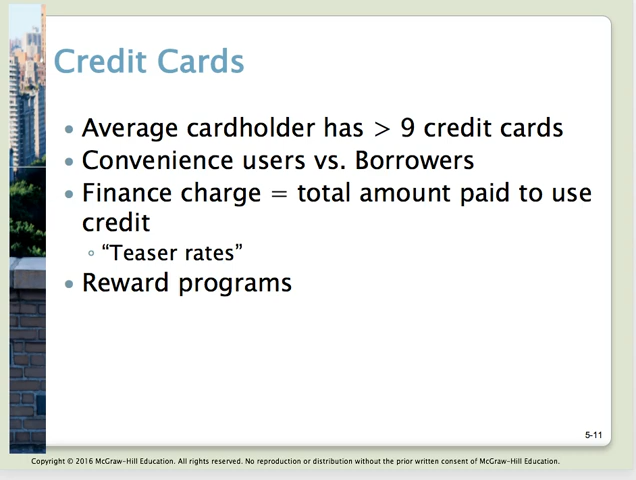 Credit Cards
• Average cardholder has > 9 credit cards
• Convenience users vs. Borrowers
• Finance charge = total amount paid to use
credit
◦ “Teaser rates”
• Reward programs
5-11
Copyright © 2016 McGraw-Hill Education. All rights reserved. No reproduction or distribution without the prior written consent of McGraw-Hill Education.